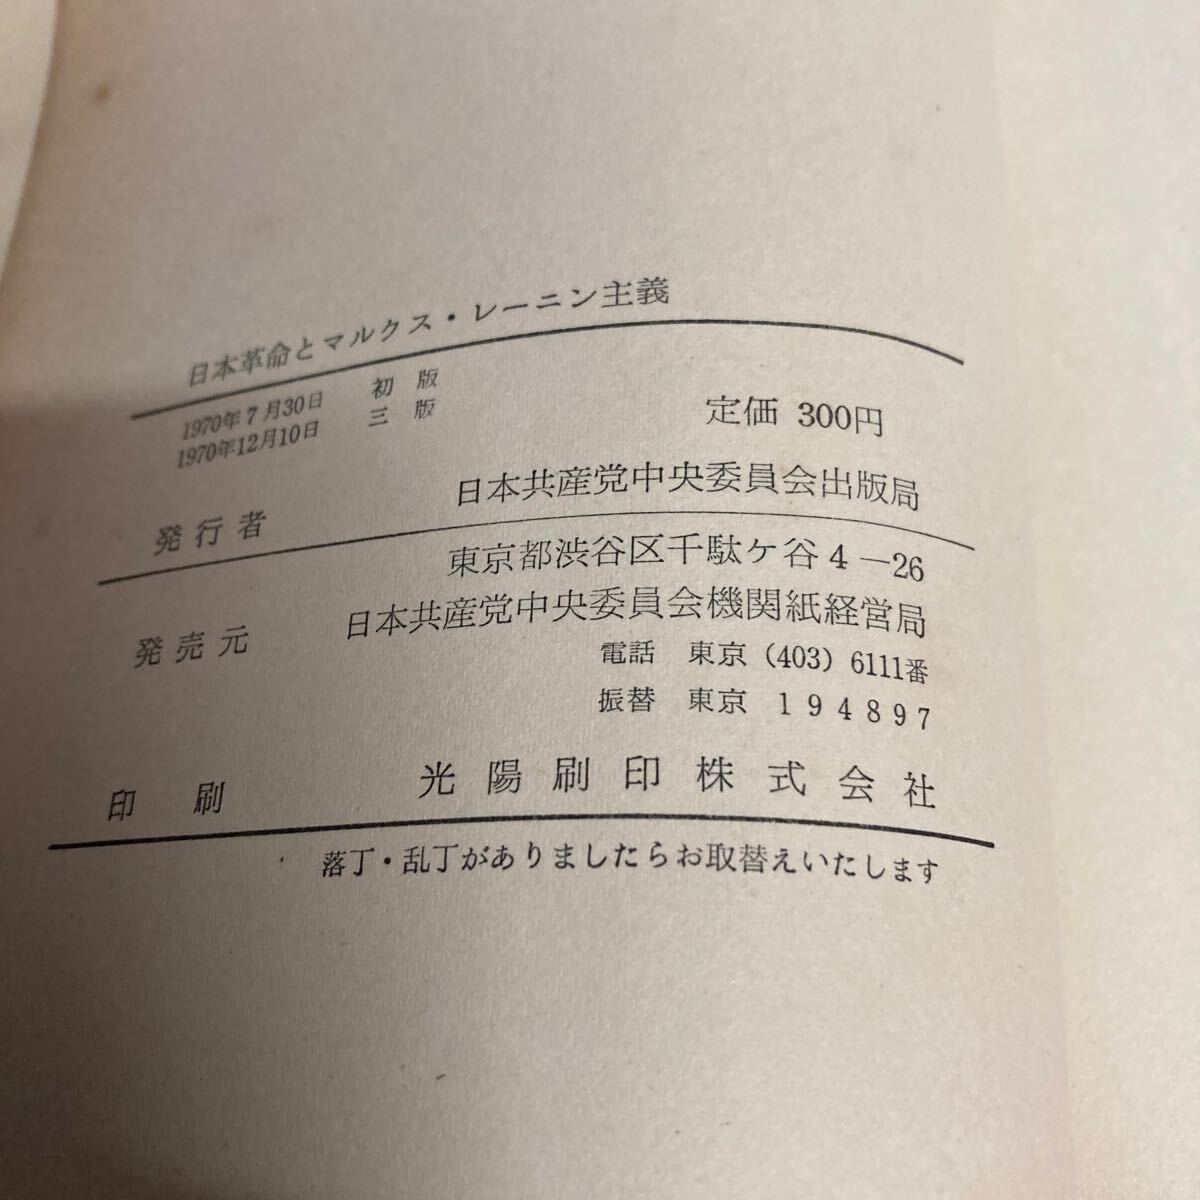 日本革命とマルクス・レーニン主義
1970年7月30日 初版
1970年12月10日 三版
定価 300円
発行者 日本共産党中央委員会出版局
東京都渋谷区千駄ケ谷4-26
発売元 日本共産党中央委員会機関紙経営局
電話 東京 (403) 6111番
振替 東京 194897
印刷 光陽刷印株式会社
落丁・乱丁がありましたらお取替えいたします